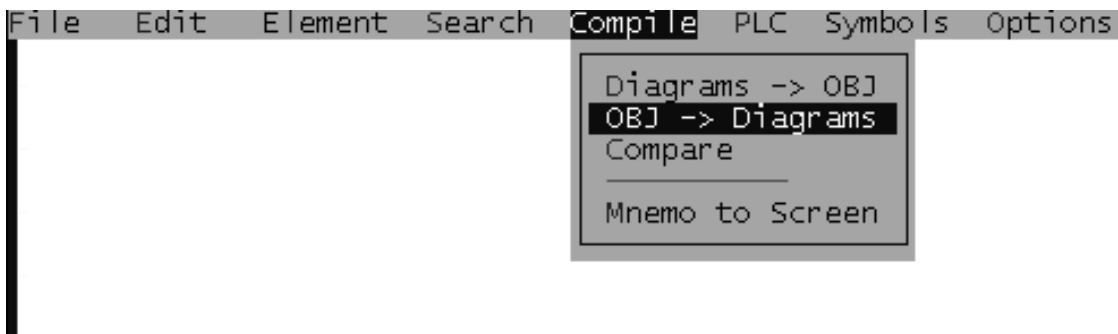 File Edit Element Search Compile PLC Symbols Options
Diagrams -> OBJ
OBJ -> Diagrams
Compare
Mnemo to Screen